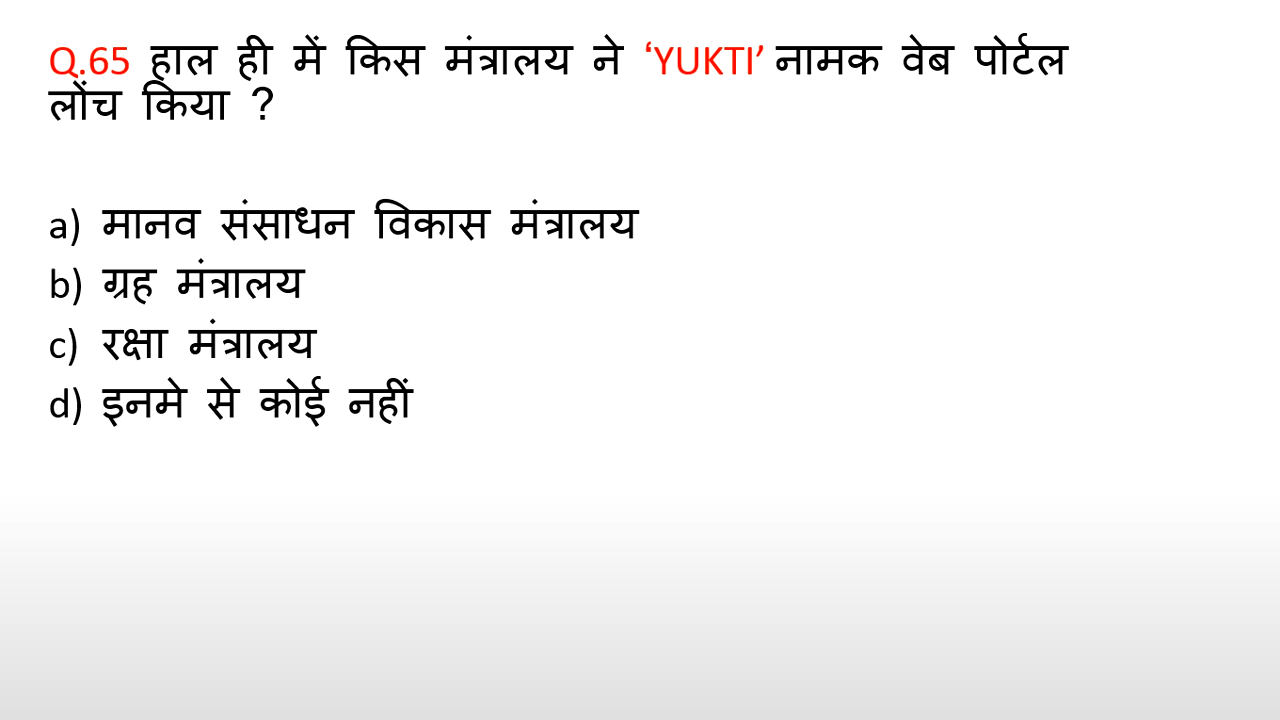 Q.65 हाल ही में किस मंत्रालय ने ‘YUKTI’ नामक वेब पोर्टल
लोंच किया ?
a) मानव संसाधन विकास मंत्रालय
b) ग्रह मंत्रालय
c) रक्षा मंत्रालय
d) इनमे से कोई नहीं